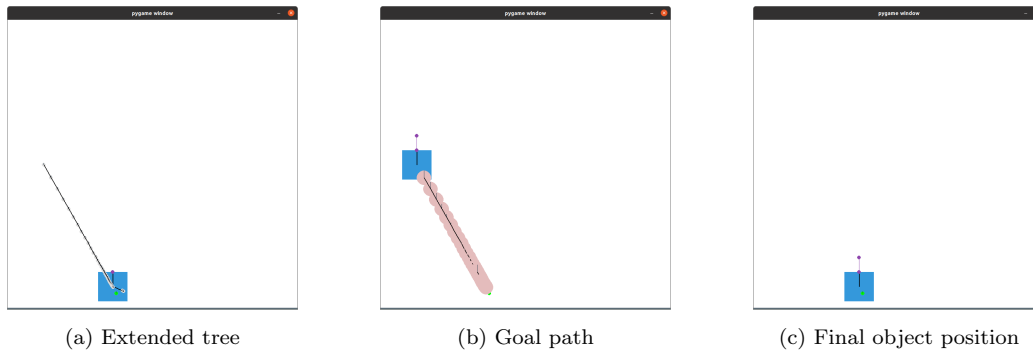 pygame window
pygame window
pygame window
(a) Extended tree
(b) Goal path
(c) Final object position